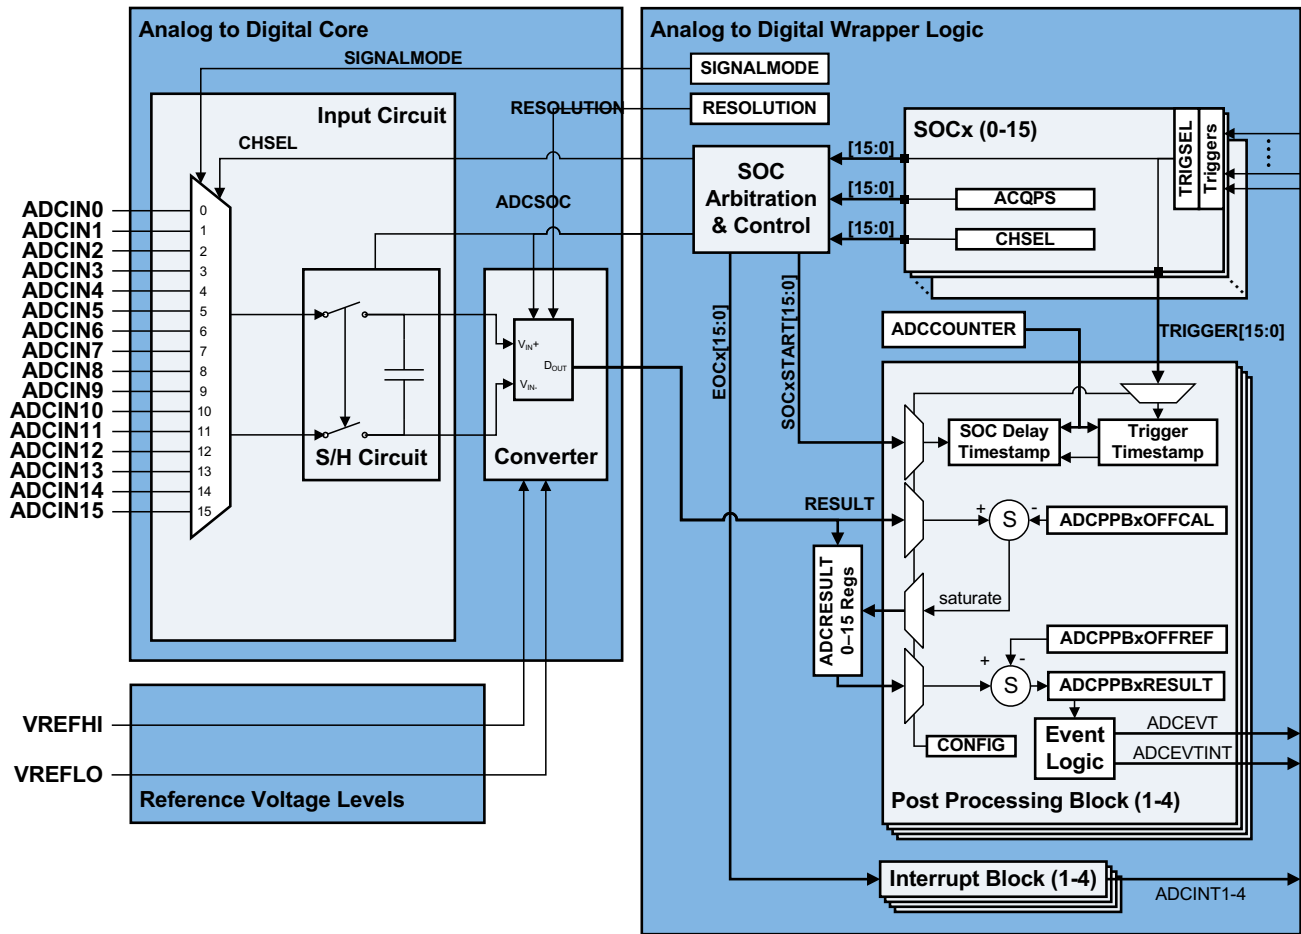 Analog to Digital Core
SIGNALMODE
Input Circuit
RESOLUTION
CHSEL
ADCSOC
ADCIN0
ADCIN1
ADCIN2
ADCIN3
ADCIN4
ADCIN5
ADCIN6
ADCIN7
ADCIN8
ADCIN9
ADCIN10
ADCIN11
ADCIN12
ADCIN13
ADCIN14
ADCIN15
0
1
2
3
4
5
6
7
8
9
10
11
12
13
14
15
S/H Circuit
VIN+
DOUT
VIN-
Converter
VREFHI
VREFLO
Reference Voltage Levels
Analog to Digital Wrapper Logic
SIGNALMODE
RESOLUTION
SOC
Arbitration
& Control
[15:0]
[15:0]
[15:0]
SOCx (0-15)
TRIGSEL
Triggers
ACQPS
CHSEL
EOCx[15:0]
SOCxSTART[15:0]
TRIGGER[15:0]
ADCCOUNTER
SOC Delay
Timestamp
Trigger
Timestamp
RESULT
+
S
-
ADCPPBxOFFCAL
ADCRESULT
0–15 Regs
saturate
ADCPPBxOFFREF
+
-
S
ADCPPBxRESULT
CONFIG
Event
Logic
ADCEVT
ADCEVTINT
Post Processing Block (1-4)
Interrupt Block (1-4)
ADCINT1-4